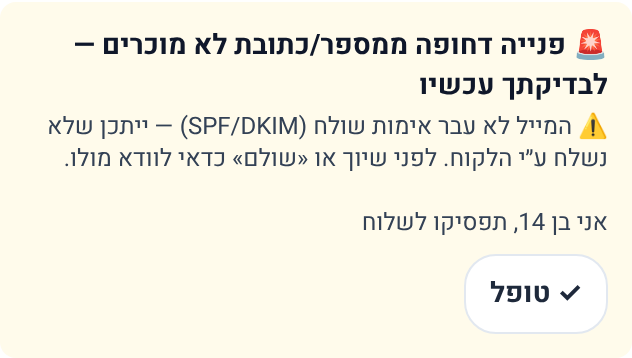 🚨 פנייה דחופה ממספר/כתובת לא מוכרים —
לבדיקתך עכשיו
⚠️ המייל לא עבר אימות שולח (SPF/DKIM) — ייתכן שלא
נשלח ע״י הלקוח. לפני שיוך או «שולם» כדאי לוודא מולו.
אני בן 14, תפסיקו לשלוח
✓ טופל